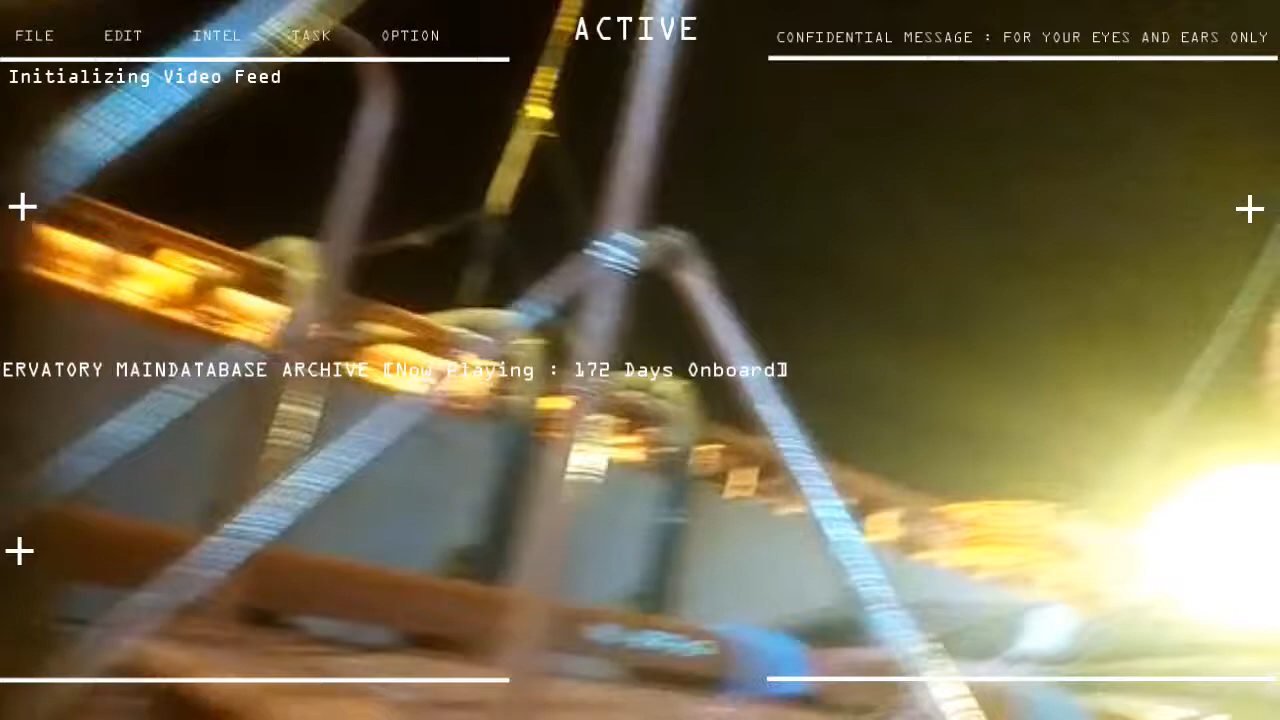 FILE EDIT INTEL TASK OPTION
ACTIVE
CONFIDENTIAL MESSAGE : FOR YOUR EYES AND EARS ONLY
Initializing Video Feed
ERVATORY MAINDATABASE ARCHIVE [Now Playing : 172 Days Onboard]